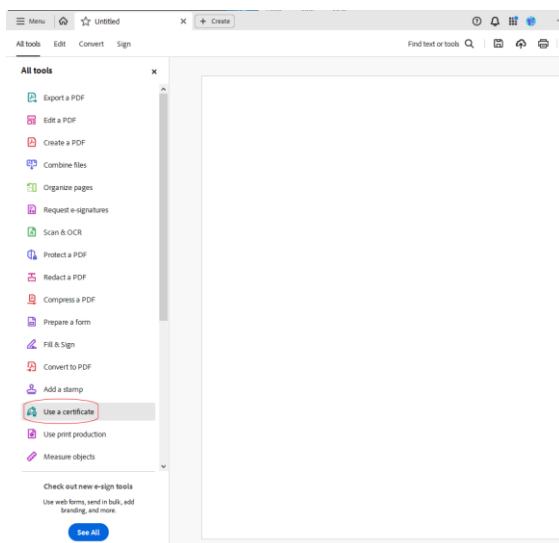 Menu
Untitled
+ Create
All tools
Edit
Convert
Sign
Find text or tools
All tools
Export a PDF
Edit a PDF
Create a PDF
Combine files
Organize pages
Request e-signatures
Scan & OCR
Protect a PDF
Redact a PDF
Compress a PDF
Prepare a form
Fill & Sign
Convert to PDF
Add a stamp
Use a certificate
Use print production
Measure objects
Check out new e-sign tools
Use web forms, send in bulk, add
branding, and more.
See All